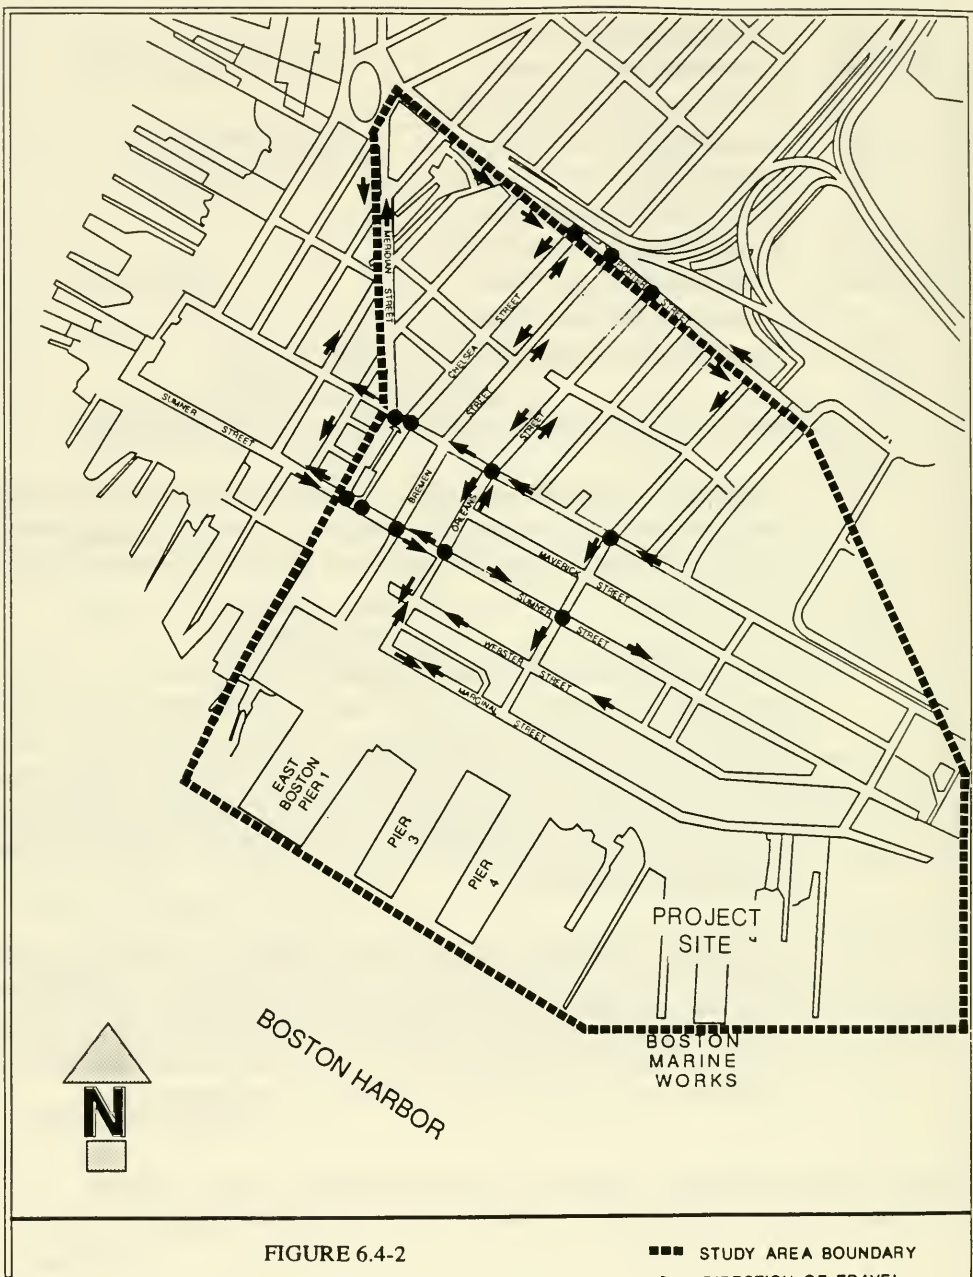 MERIDIAN STREET
PORTER STREET
CHELSEA STREET
STREET
STREET
SUMNER STREET
BREMEN
ORLEANS
MAVERICK STREET
SUMNER STREET
WEBSTER STREET
MARGINAL STREET
EAST
BOSTON
PIER 1
PIER
3
PIER
4
PROJECT
SITE
BOSTON
MARINE
WORKS
BOSTON HARBOR
N
FIGURE 6.4-2
STUDY AREA BOUNDARY
DIRECTION OF TRAVEL